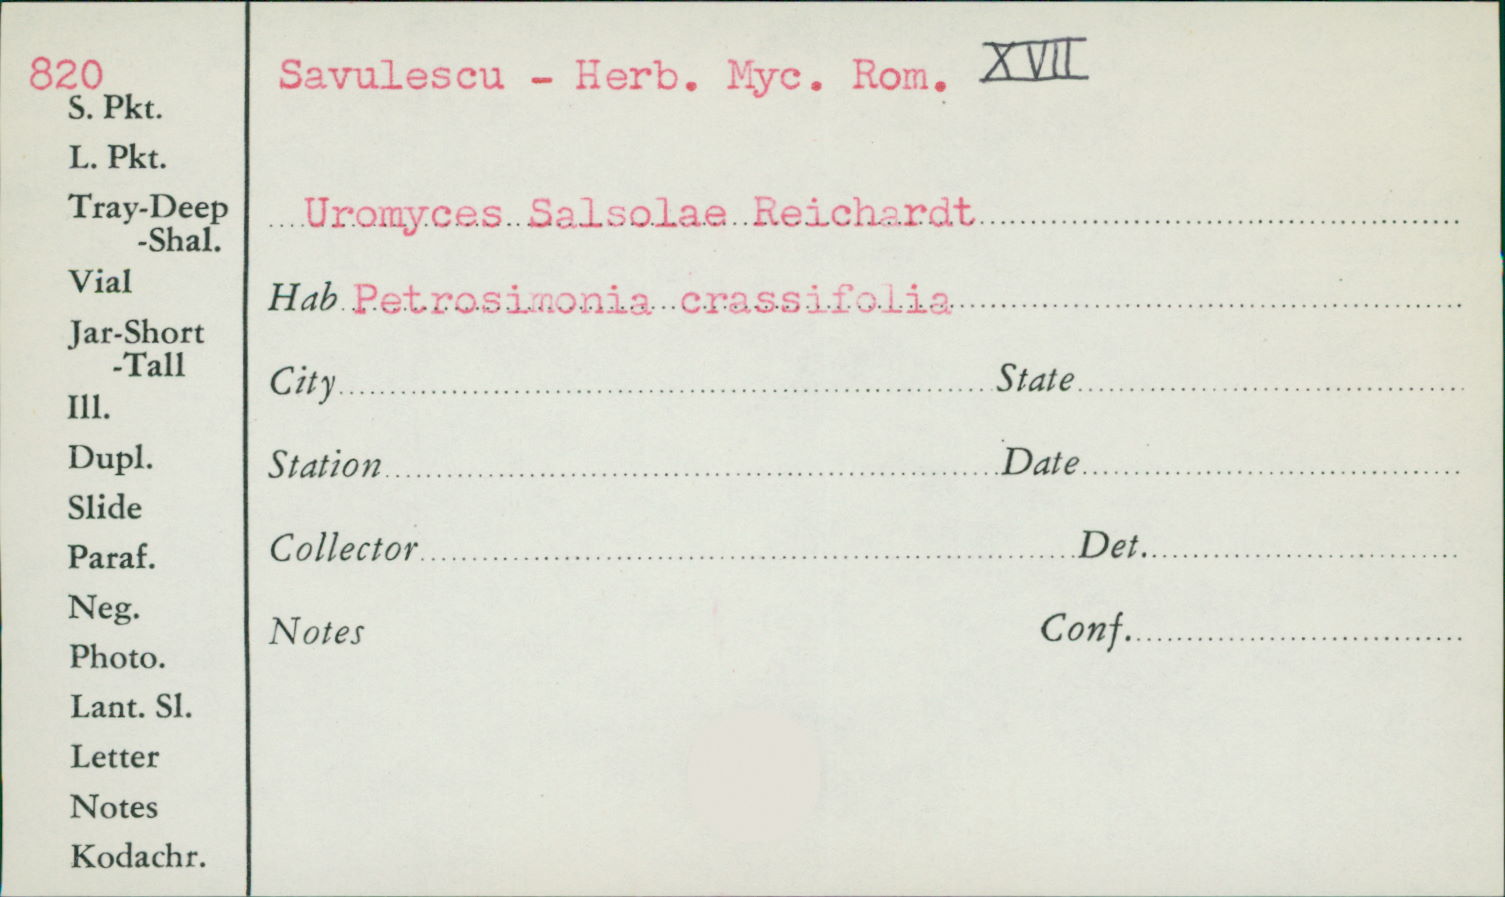 820
S. Pkt.
L. Pkt.
Tray-Deep
-Shal.
Vial
Jar-Short
-Tall
Ill.
Dupl.
Slide
Paraf.
Neg.
Photo.
Lant. Sl.
Letter
Notes
Kodachr.
Savulescu - Herb. Myc. Rom. XVII
Uromyces Salsolae Reichardt
Hab Petrosimonia crassifolia
City State
Station Date
Collector Det.
Notes Conf.